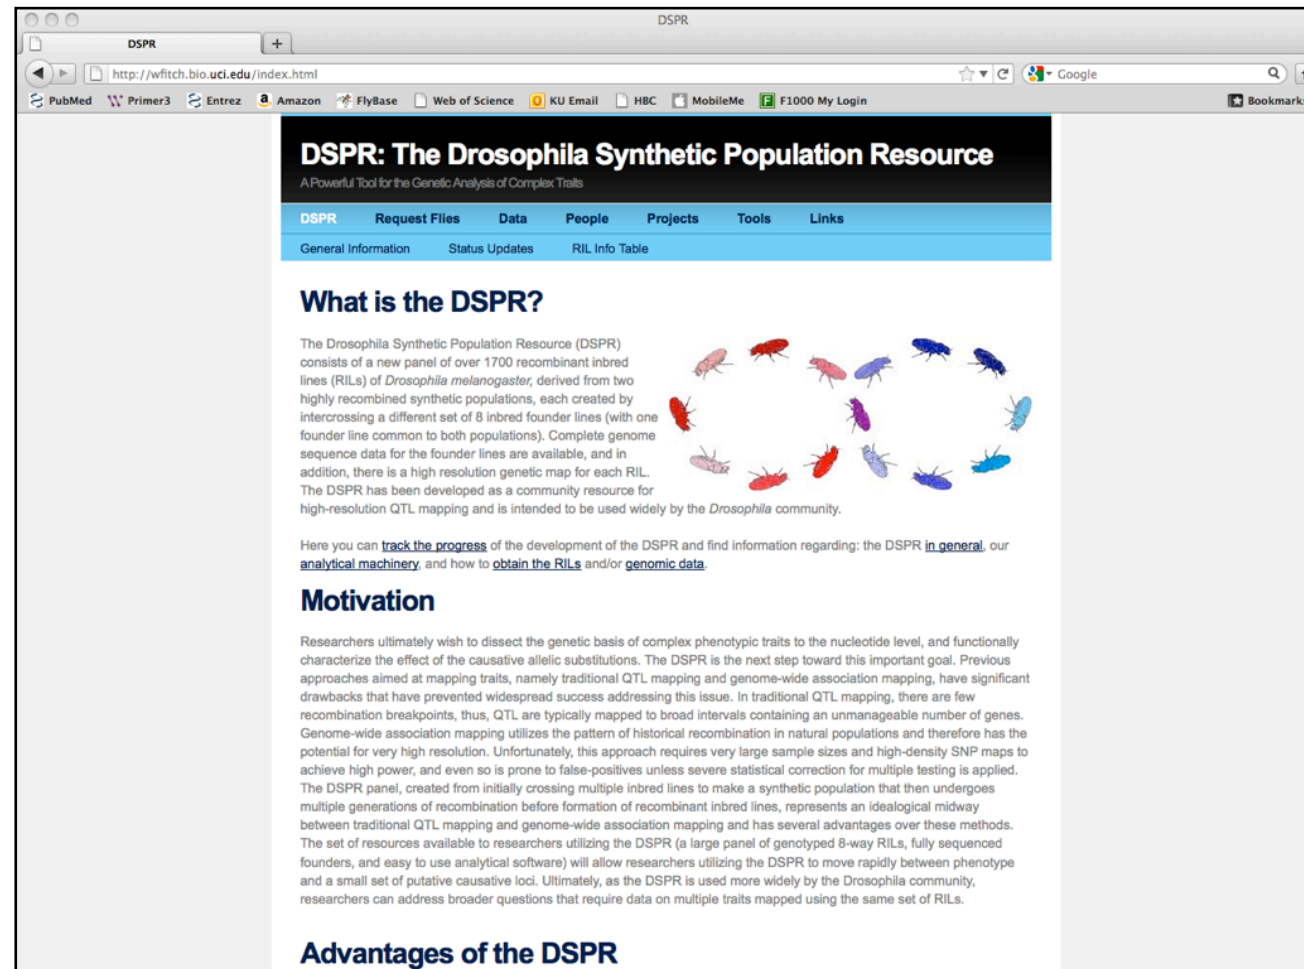 DSPR
DSPR +
http://wfitch.bio.uci.edu/index.html Google
PubMed Primer3 Entrez Amazon FlyBase Web of Science KU Email HBC MobileMe F1000 My Login Bookmarks
DSPR: The Drosophila Synthetic Population Resource
A Powerful Tool for the Genetic Analysis of Complex Traits
DSPR Request Flies Data People Projects Tools Links
General Information Status Updates RIL Info Table
What is the DSPR?
The Drosophila Synthetic Population Resource (DSPR)
consists of a new panel of over 1700 recombinant inbred
lines (RILs) of Drosophila melanogaster, derived from two
highly recombined synthetic populations, each created by
intercrossing a different set of 8 inbred founder lines (with one
founder line common to both populations). Complete genome
sequence data for the founder lines are available, and in
addition, there is a high resolution genetic map for each RIL.
The DSPR has been developed as a community resource for
high-resolution QTL mapping and is intended to be used widely by the Drosophila community.
Here you can track the progress of the development of the DSPR and find information regarding: the DSPR in general, our
analytical machinery, and how to obtain the RILs and/or genomic data.
Motivation
Researchers ultimately wish to dissect the genetic basis of complex phenotypic traits to the nucleotide level, and functionally
characterize the effect of the causative allelic substitutions. The DSPR is the next step toward this important goal. Previous
approaches aimed at mapping traits, namely traditional QTL mapping and genome-wide association mapping, have significant
drawbacks that have prevented widespread success addressing this issue. In traditional QTL mapping, there are few
recombination breakpoints, thus, QTL are typically mapped to broad intervals containing an unmanageable number of genes.
Genome-wide association mapping utilizes the pattern of historical recombination in natural populations and therefore has the
potential for very high resolution. Unfortunately, this approach requires very large sample sizes and high-density SNP maps to
achieve high power, and even so is prone to false-positives unless severe statistical correction for multiple testing is applied.
The DSPR panel, created from initially crossing multiple inbred lines to make a synthetic population that then undergoes
multiple generations of recombination before formation of recombinant inbred lines, represents an idealogical midway
between traditional QTL mapping and genome-wide association mapping and has several advantages over these methods.
The set of resources available to researchers utilizing the DSPR (a large panel of genotyped 8-way RILs, fully sequenced
founders, and easy to use analytical software) will allow researchers utilizing the DSPR to move rapidly between phenotype
and a small set of putative causative loci. Ultimately, as the DSPR is used more widely by the Drosophila community,
researchers can address broader questions that require data on multiple traits mapped using the same set of RILs.
Advantages of the DSPR